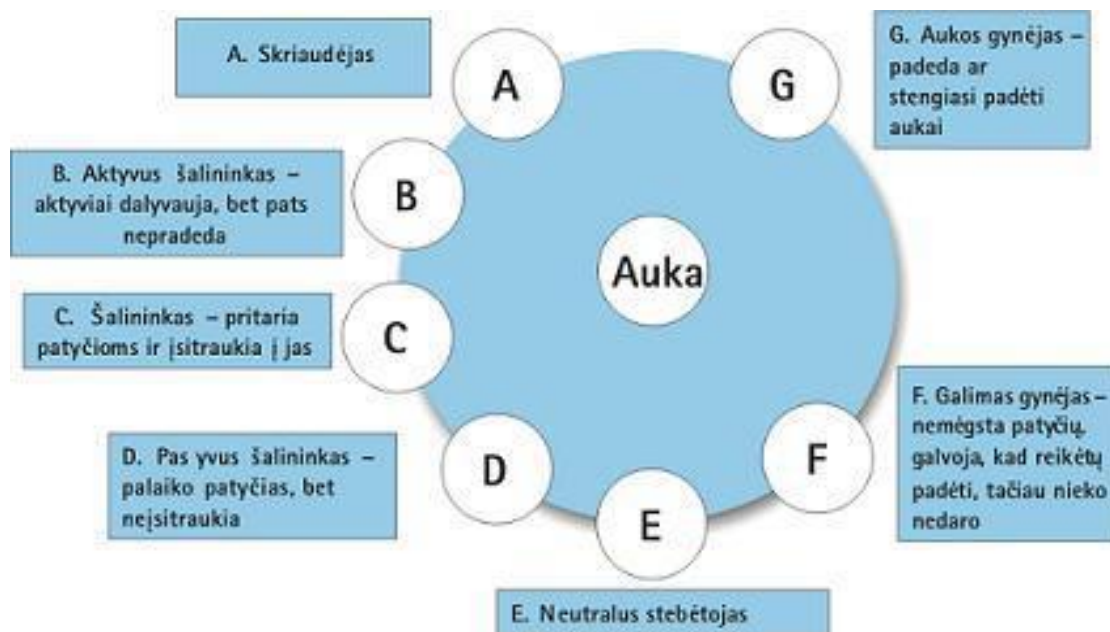 A. Skriaudėjas
A
B. Aktyvus šalininkas –
aktyviai dalyvauja, bet pats
nepradeda
B
C. Šalininkas – pritaria
patyčioms ir įsitraukia į jas
C
D. Pas yvus šalininkas –
palaiko patyčias, bet
neįsitraukia
D
E
E. Neutralus stebėtojas
F
F. Galimas gynėjas –
nemėgsta patyčių,
galvoja, kad reikėtų
padėti, tačiau nieko
nedaro
G
G. Aukos gynėjas –
padeda ar
stengiasi padėti
aukai
Auka